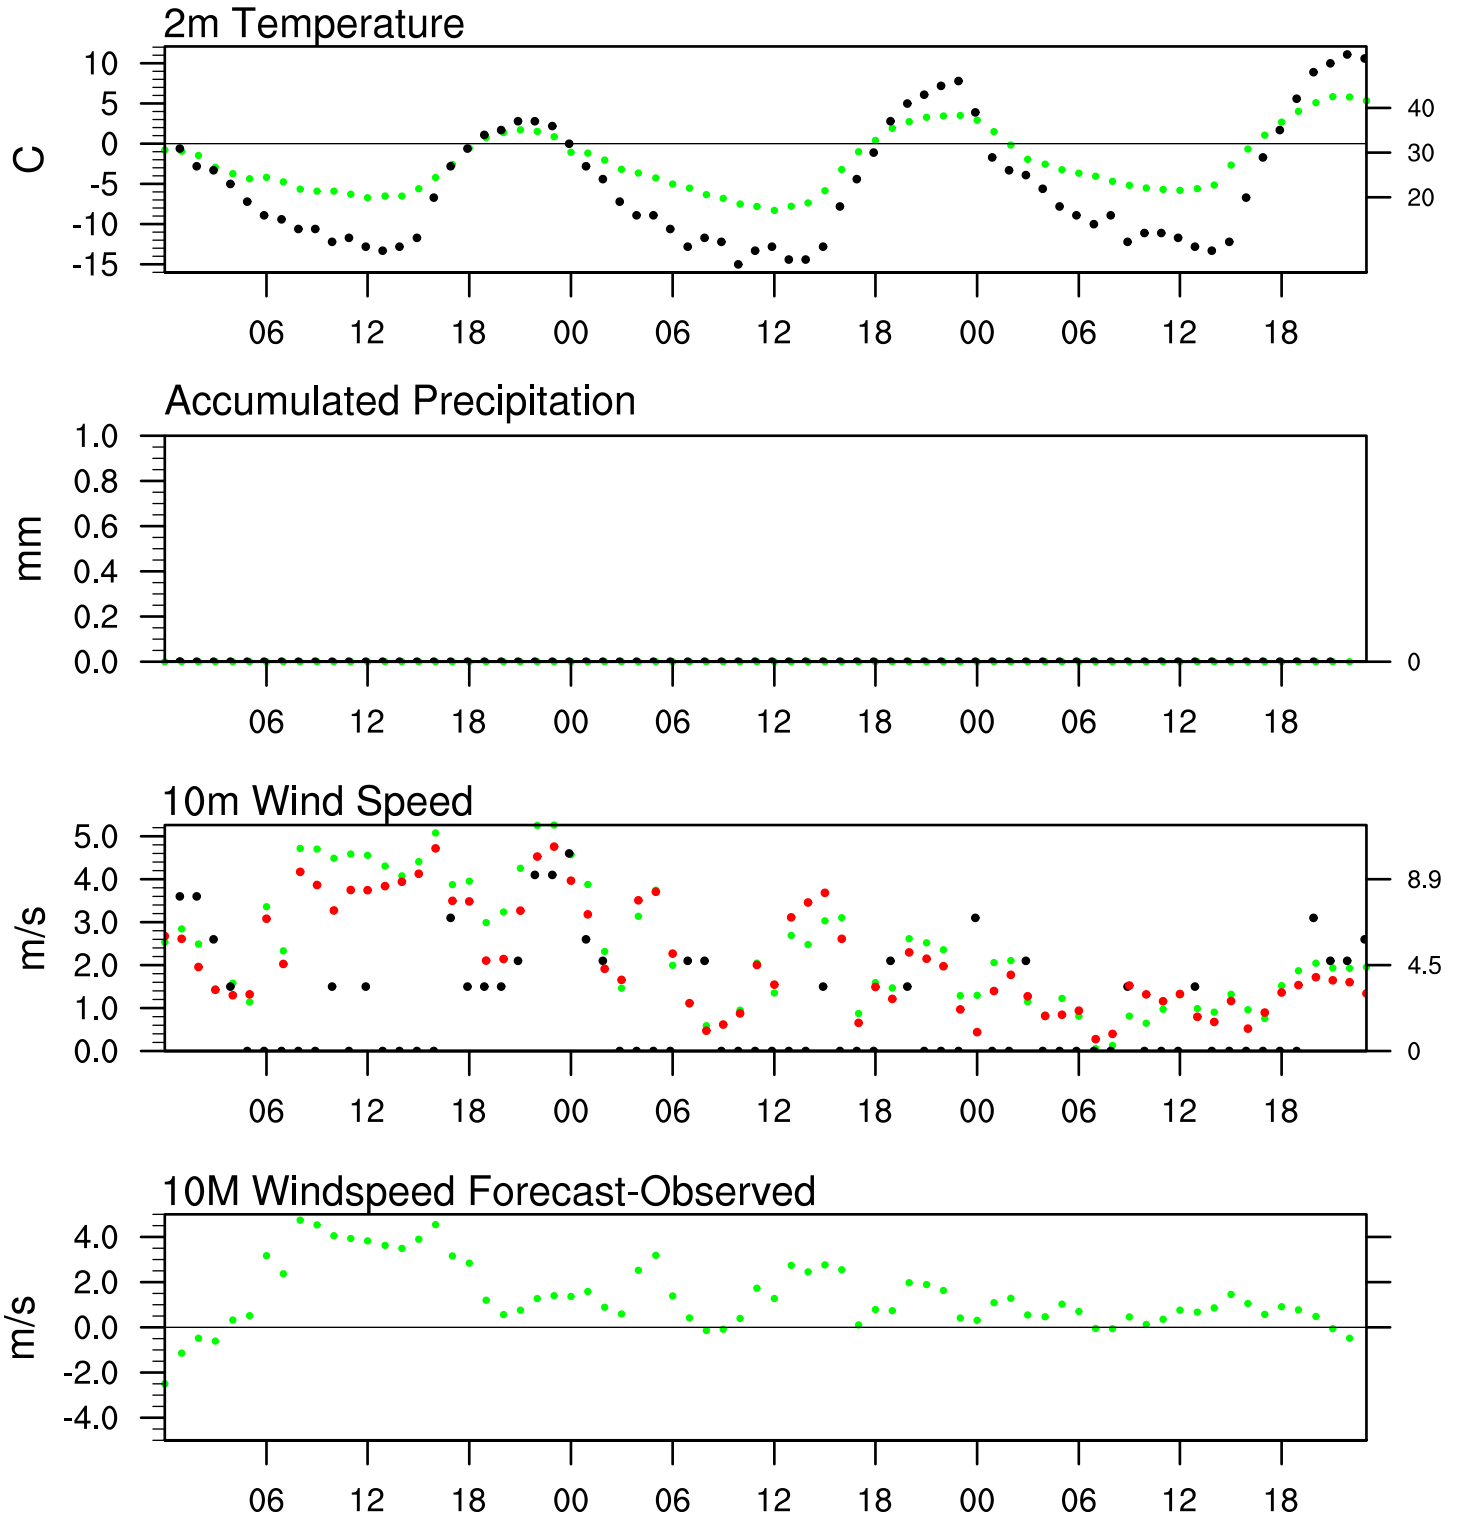 2m Temperature
10
5
0
-5
-10
-15
C
40
30
20
06 12 18 00 06 12 18 00 06 12 18
Accumulated Precipitation
1.0
0.8
0.6
0.4
0.2
0.0
mm
0
06 12 18 00 06 12 18 00 06 12 18
10m Wind Speed
5.0
4.0
3.0
2.0
1.0
0.0
m/s
8.9
4.5
0
06 12 18 00 06 12 18 00 06 12 18
10M Windspeed Forecast-Observed
4.0
2.0
0.0
-2.0
-4.0
m/s
06 12 18 00 06 12 18 00 06 12 18